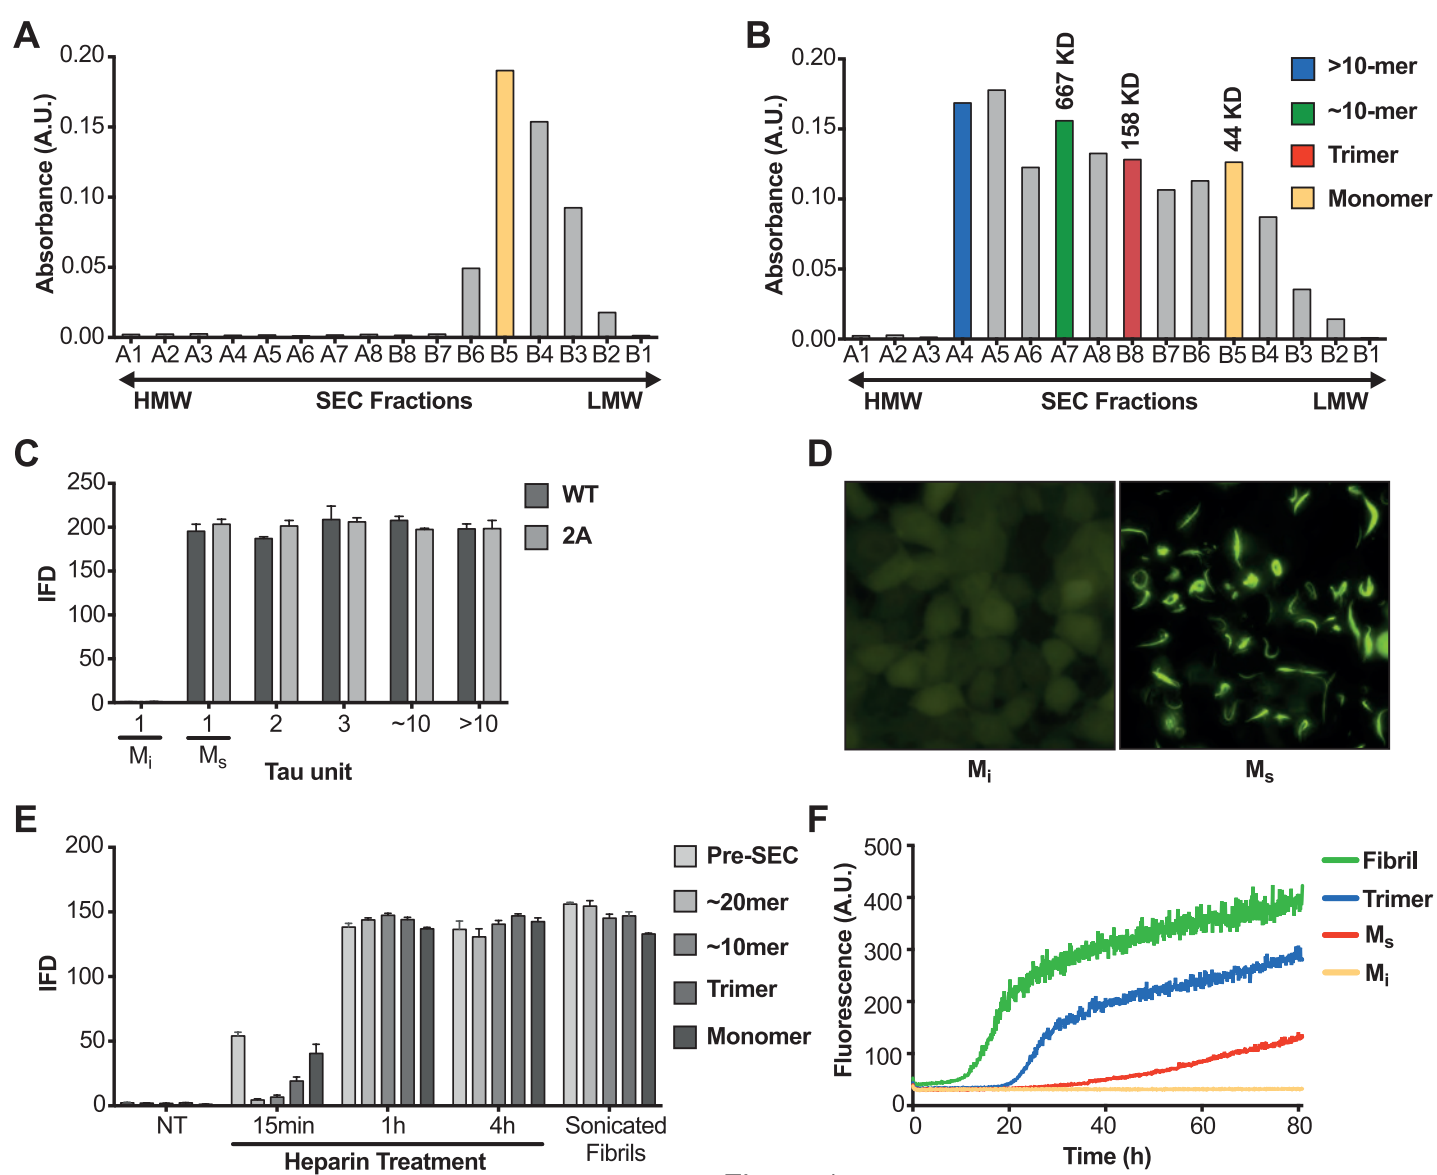 A
0.20
0.15
0.10
0.05
0.00
Absorbance (A.U.)
A1 A2 A3 A4 A5 A6 A7 A8 B8 B7 B6 B5 B4 B3 B2 B1
HMW SEC Fractions LMW
B
0.20
0.15
0.10
0.05
0.00
Absorbance (A.U.)
667 KD
158 KD
44 KD
>10-mer
~10-mer
Trimer
Monomer
A1 A2 A3 A4 A5 A6 A7 A8 B8 B7 B6 B5 B4 B3 B2 B1
HMW SEC Fractions LMW
C
250
200
150
100
50
0
IFD
WT
2A
1 1 2 3 ~10 >10
Mi Ms
Tau unit
D
Mi Ms
E
200
150
100
50
0
IFD
Pre-SEC
~20mer
~10mer
Trimer
Monomer
NT 15min 1h 4h Sonicated
Fibrils
Heparin Treatment
F
500
400
300
200
100
0
Fluorescence (A.U.)
Fibril
Trimer
Ms
Mi
0 20 40 60 80
Time (h)